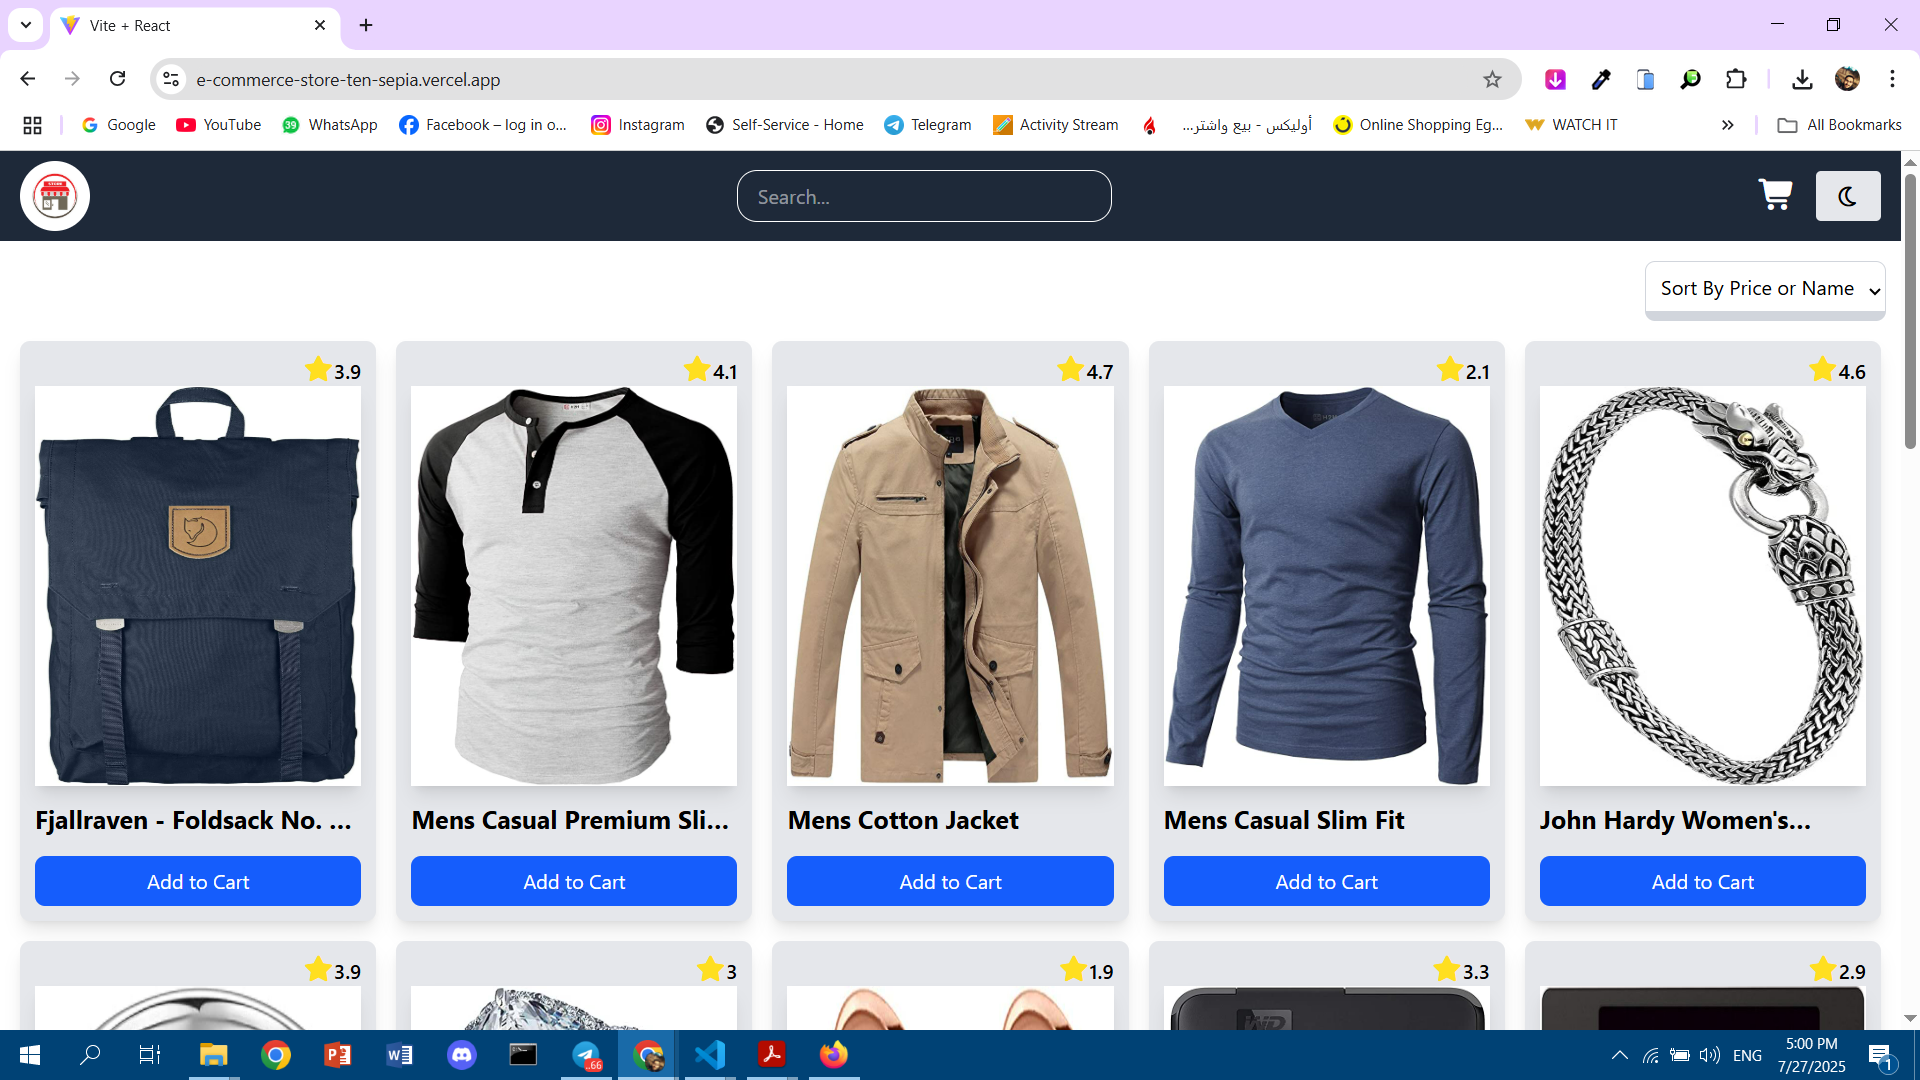 Vite + React
e-commerce-store-ten-sepia.vercel.app
Google
YouTube
39
WhatsApp
Facebook – log in o...
Instagram
Self-Service - Home
Telegram
Activity Stream
أوليكس - بيع واشتر...
Online Shopping Eg...
WATCH IT
All Bookmarks
STORE
Search...
Sort By Price or Name
3.9
4.1
4.7
2.1
4.6
Fjallraven - Foldsack No. ...
Mens Casual Premium Sli...
Mens Cotton Jacket
Mens Casual Slim Fit
John Hardy Women's...
Add to Cart
Add to Cart
Add to Cart
Add to Cart
Add to Cart
3.9
3
1.9
3.3
2.9
WD
66
ENG
5:00 PM
7/27/2025
1